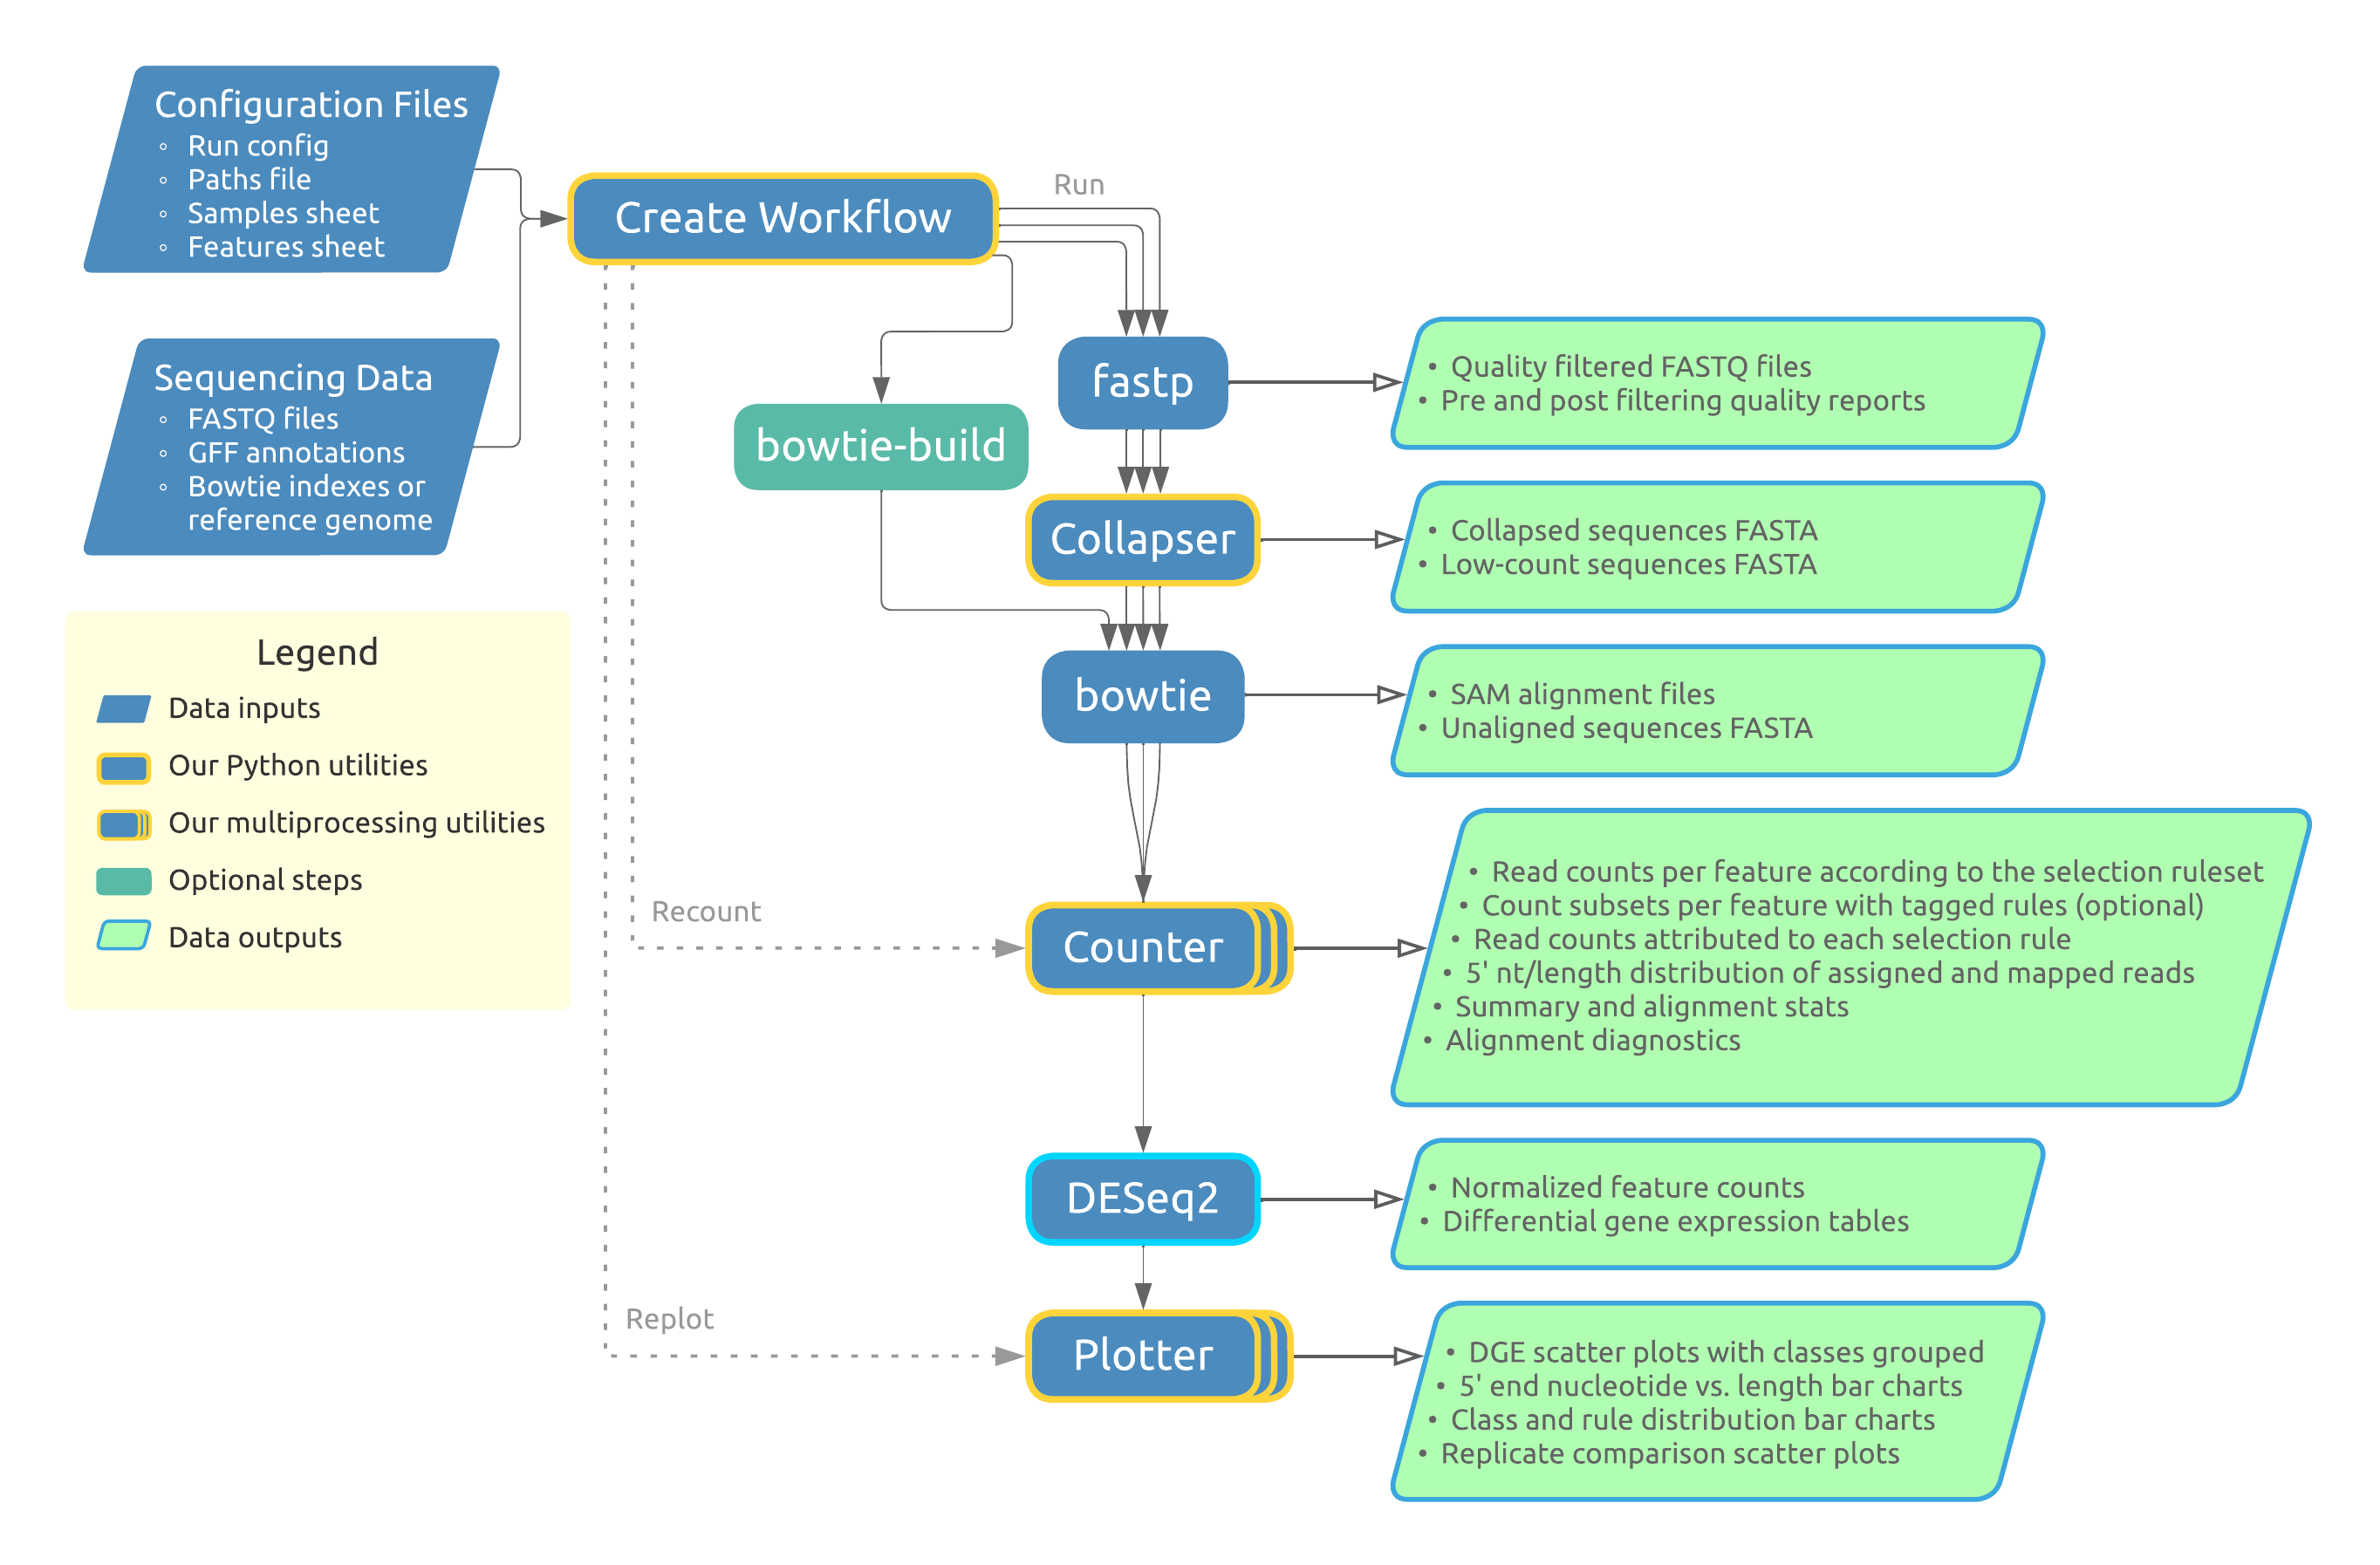 Configuration Files
◦ Run config
◦ Paths file
◦ Samples sheet
◦ Features sheet
Sequencing Data
◦ FASTQ files
◦ GFF annotations
◦ Bowtie indexes or
reference genome
Legend
Data inputs
Our Python utilities
Our multiprocessing utilities
Optional steps
Data outputs
Create Workflow
Run
bowtie-build
fastp
• Quality filtered FASTQ files
• Pre and post filtering quality reports
Collapser
• Collapsed sequences FASTA
• Low-count sequences FASTA
bowtie
• SAM alignment files
• Unaligned sequences FASTA
Recount
Counter
• Read counts per feature according to the selection ruleset
• Count subsets per feature with tagged rules (optional)
• Read counts attributed to each selection rule
• 5' nt/length distribution of assigned and mapped reads
• Summary and alignment stats
• Alignment diagnostics
DESeq2
• Normalized feature counts
• Differential gene expression tables
Replot
Plotter
• DGE scatter plots with classes grouped
• 5' end nucleotide vs. length bar charts
• Class and rule distribution bar charts
• Replicate comparison scatter plots